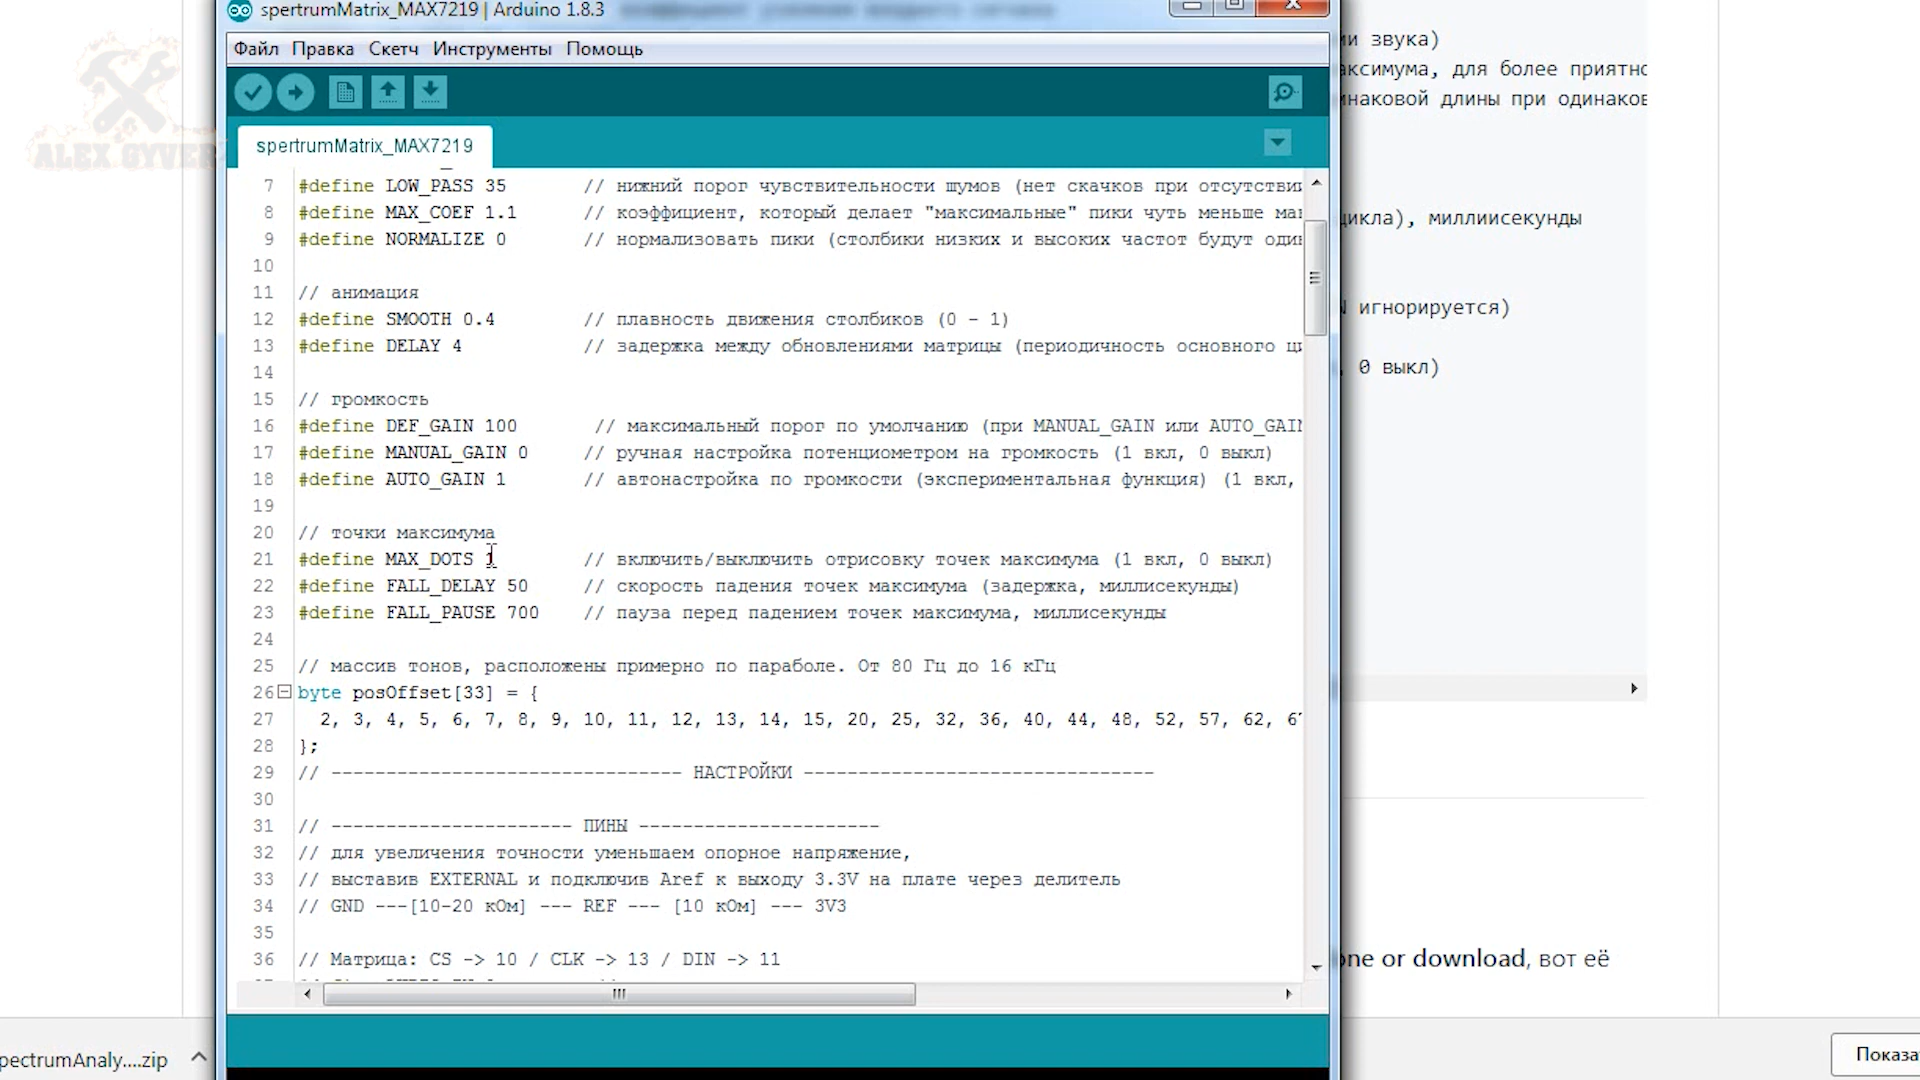 spertrumMatrix_MAX7219 | Arduino 1.8.3
Файл Правка Скетч Инструменты Помощь
ALEX GYVER
spertrumMatrix_MAX7219
7 #define LOW_PASS 35 // нижний порог чувствительности шумов (нет скачков при отсутстви
8 #define MAX_COEF 1.1 // коэффициент, который делает "максимальные" пики чуть меньше ма
9 #define NORMALIZE 0 // нормализовать пики (столбики низких и высоких частот будут оди
10
11 // анимация
12 #define SMOOTH 0.4 // плавность движения столбиков (0 - 1)
13 #define DELAY 4 // задержка между обновлениями матрицы (периодичность основного ц
14
15 // громкость
16 #define DEF_GAIN 100 // максимальный порог по умолчанию (при MANUAL_GAIN или AUTO_GAI
17 #define MANUAL_GAIN 0 // ручная настройка потенциометром на громкость (1 вкл, 0 выкл)
18 #define AUTO_GAIN 1 // автонастройка по громкости (экспериментальная функция) (1 вкл,
19
20 // точки максимума
21 #define MAX_DOTS 1 // включить/выключить отрисовку точек максимума (1 вкл, 0 выкл)
22 #define FALL_DELAY 50 // скорость падения точек максимума (задержка, миллисекунды)
23 #define FALL_PAUSE 700 // пауза перед падением точек максимума, миллисекунды
24
25 // массив тонов, расположены примерно по параболе. От 80 Гц до 16 кГц
26 byte posOffset[33] = {
27 2, 3, 4, 5, 6, 7, 8, 9, 10, 11, 12, 13, 14, 15, 20, 25, 32, 36, 40, 44, 48, 52, 57, 62, 6
28 };
29 // -------------------------------- НАСТРОЙКИ --------------------------------
30
31 // ---------------------- ПИНЫ ----------------------
32 // для увеличения точности уменьшаем опорное напряжение,
33 // выставив EXTERNAL и подключив Aref к выходу 3.3V на плате через делитель
34 // GND ---[10-20 кОм] --- REF --- [10 кОм] --- 3V3
35
36 // Матрица: CS -> 10 / CLK -> 13 / DIN -> 11
ии звука)
аксимума, для более приятно
инаковой длины при одинаков
цикла), миллиисекунды
игнорируется)
0 выкл)
one or download, вот её
pectrumAnaly....zip
Показа